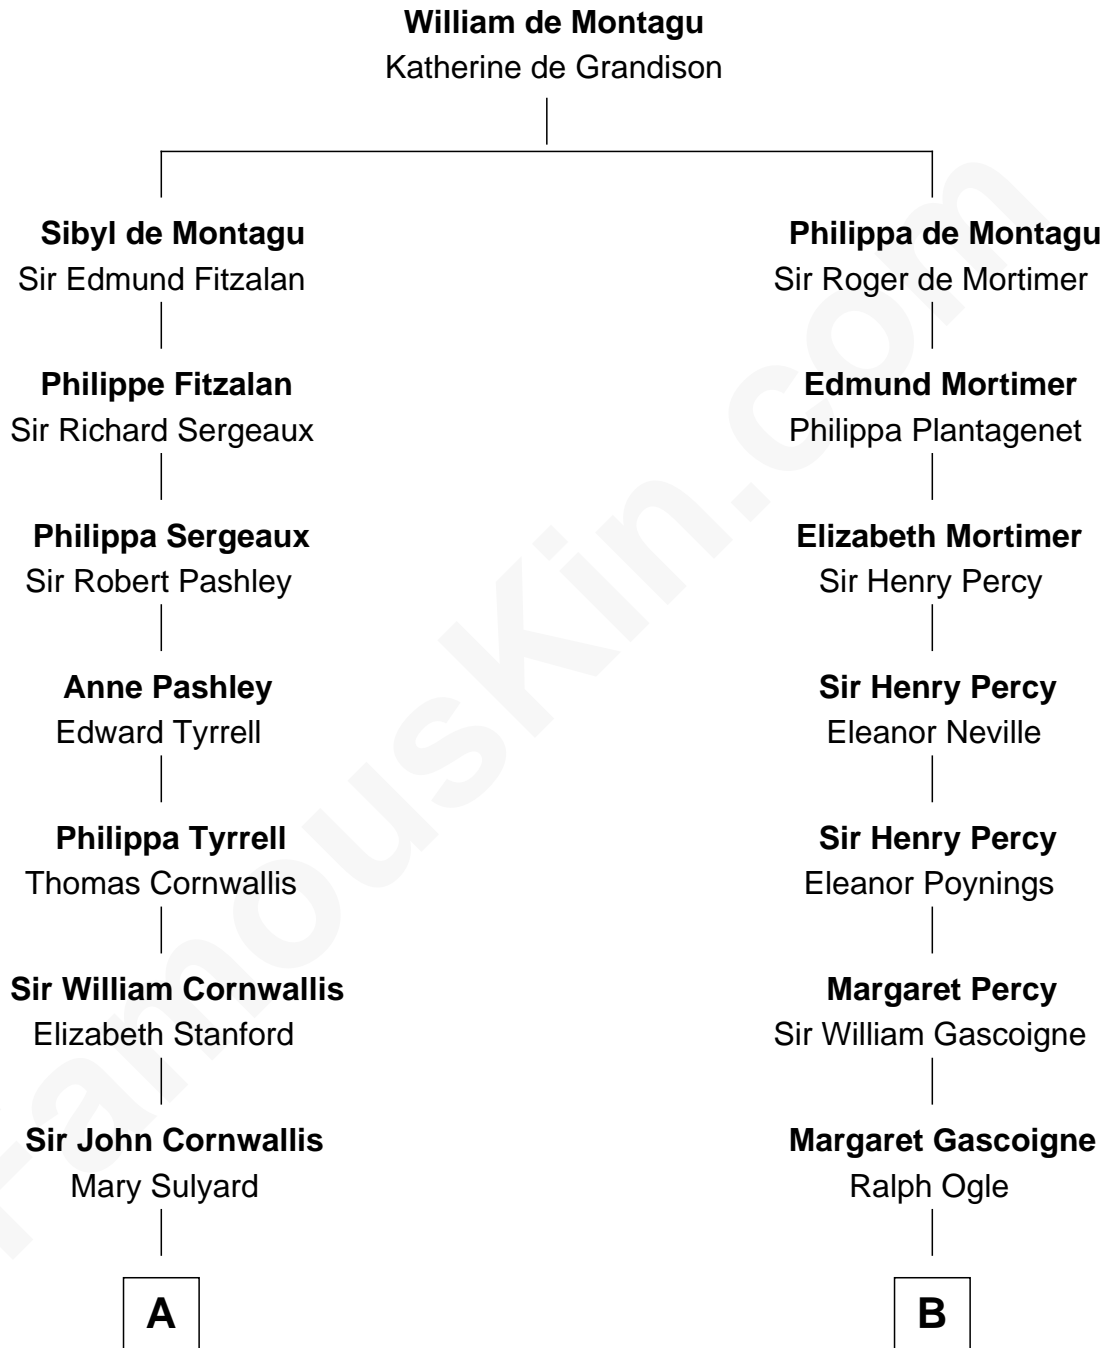 William de Montagu
Katherine de Grandison
Sibyl de Montagu
Sir Edmund Fitzalan
Philippa de Montagu
Sir Roger de Mortimer
Philippe Fitzalan
Sir Richard Sergeaux
Edmund Mortimer
Philippa Plantagenet
Philippa Sergeaux
Sir Robert Pashley
Elizabeth Mortimer
Sir Henry Percy
Anne Pashley
Edward Tyrrell
Sir Henry Percy
Eleanor Neville
Philippa Tyrrell
Thomas Cornwallis
Sir Henry Percy
Eleanor Poynings
Sir William Cornwallis
Elizabeth Stanford
Margaret Percy
Sir William Gascoigne
Sir John Cornwallis
Mary Sulyard
Margaret Gascoigne
Ralph Ogle
A
B
FamousKin.com